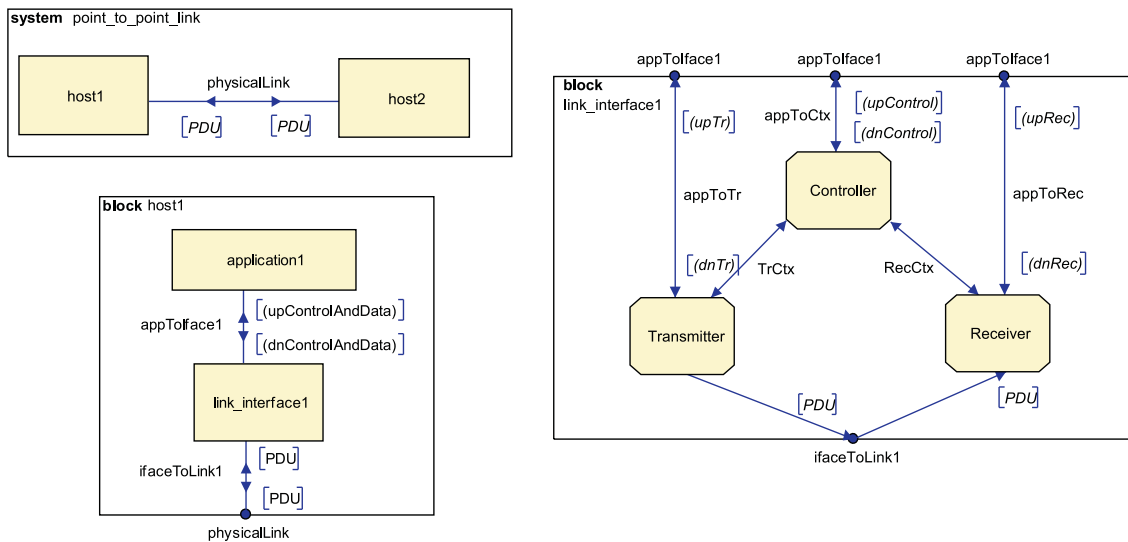 system point_to_point_link
host1
physicalLink
host2
[PDU]
[PDU]
block host1
application1
appToIface1
[(upControlAndData)]
[(dnControlAndData)]
link_interface1
ifaceToLink1
[PDU]
[PDU]
physicalLink
appToIface1
appToIface1
appToIface1
block
link_interface1
[(upTr)]
appToCtx
[(upControl)]
[(dnControl)]
[(upRec)]
Controller
appToTr
appToRec
[(dnTr)]
TrCtx
RecCtx
[(dnRec)]
Transmitter
Receiver
[PDU]
[PDU]
ifaceToLink1